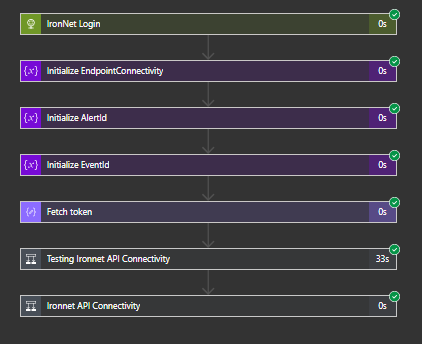 IronNet Login 0s
{x} Initialize EndpointConnectivity 0s
{x} Initialize AlertId 0s
{x} Initialize EventId 0s
Fetch token 0s
Testing Ironnet API Connectivity 33s
Ironnet API Connectivity 0s